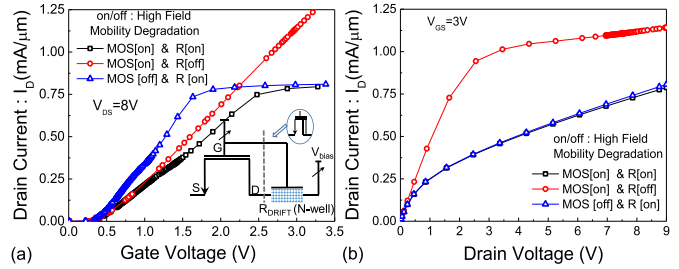 Drain Current : I_D(mA/μm)
1.25
1.00
0.75
0.50
0.25
0.00
on/off : High Field
Mobility Degradation
MOS[on] & R[on]
MOS[on] & R[off]
MOS [off] & R [on]
V_DS=8V
G
S
D
V_bias
R_DRIFT (N-well)
0.0 0.5 1.0 1.5 2.0 2.5 3.0 3.5
(a) Gate Voltage (V)
Drain Current : I_D(mA/μm)
1.25
1.00
0.75
0.50
0.25
0.00
V_GS=3V
on/off : High Field
Mobility Degradation
MOS[on] & R[on]
MOS[on] & R[off]
MOS [off] & R [on]
0 1 2 3 4 5 6 7 8 9
(b) Drain Voltage (V)